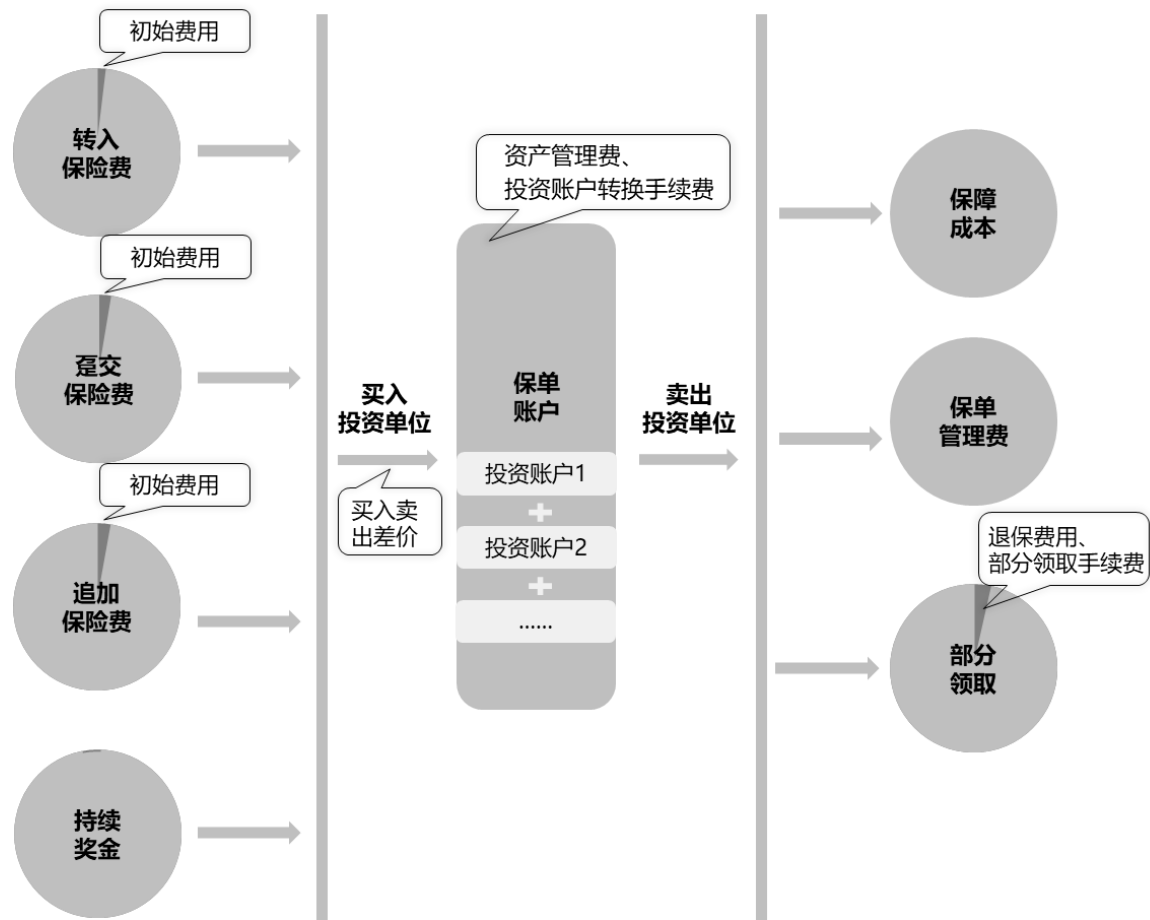 初始费用
转入
保险费
初始费用
趸交
保险费
初始费用
追加
保险费
持续
奖金
买入
投资单位
买入卖
出差价
资产管理费、
投资账户转换手续费
保单
账户
投资账户1
投资账户2
......
卖出
投资单位
保障
成本
保单
管理费
退保费用、
部分领取手续费
部分
领取